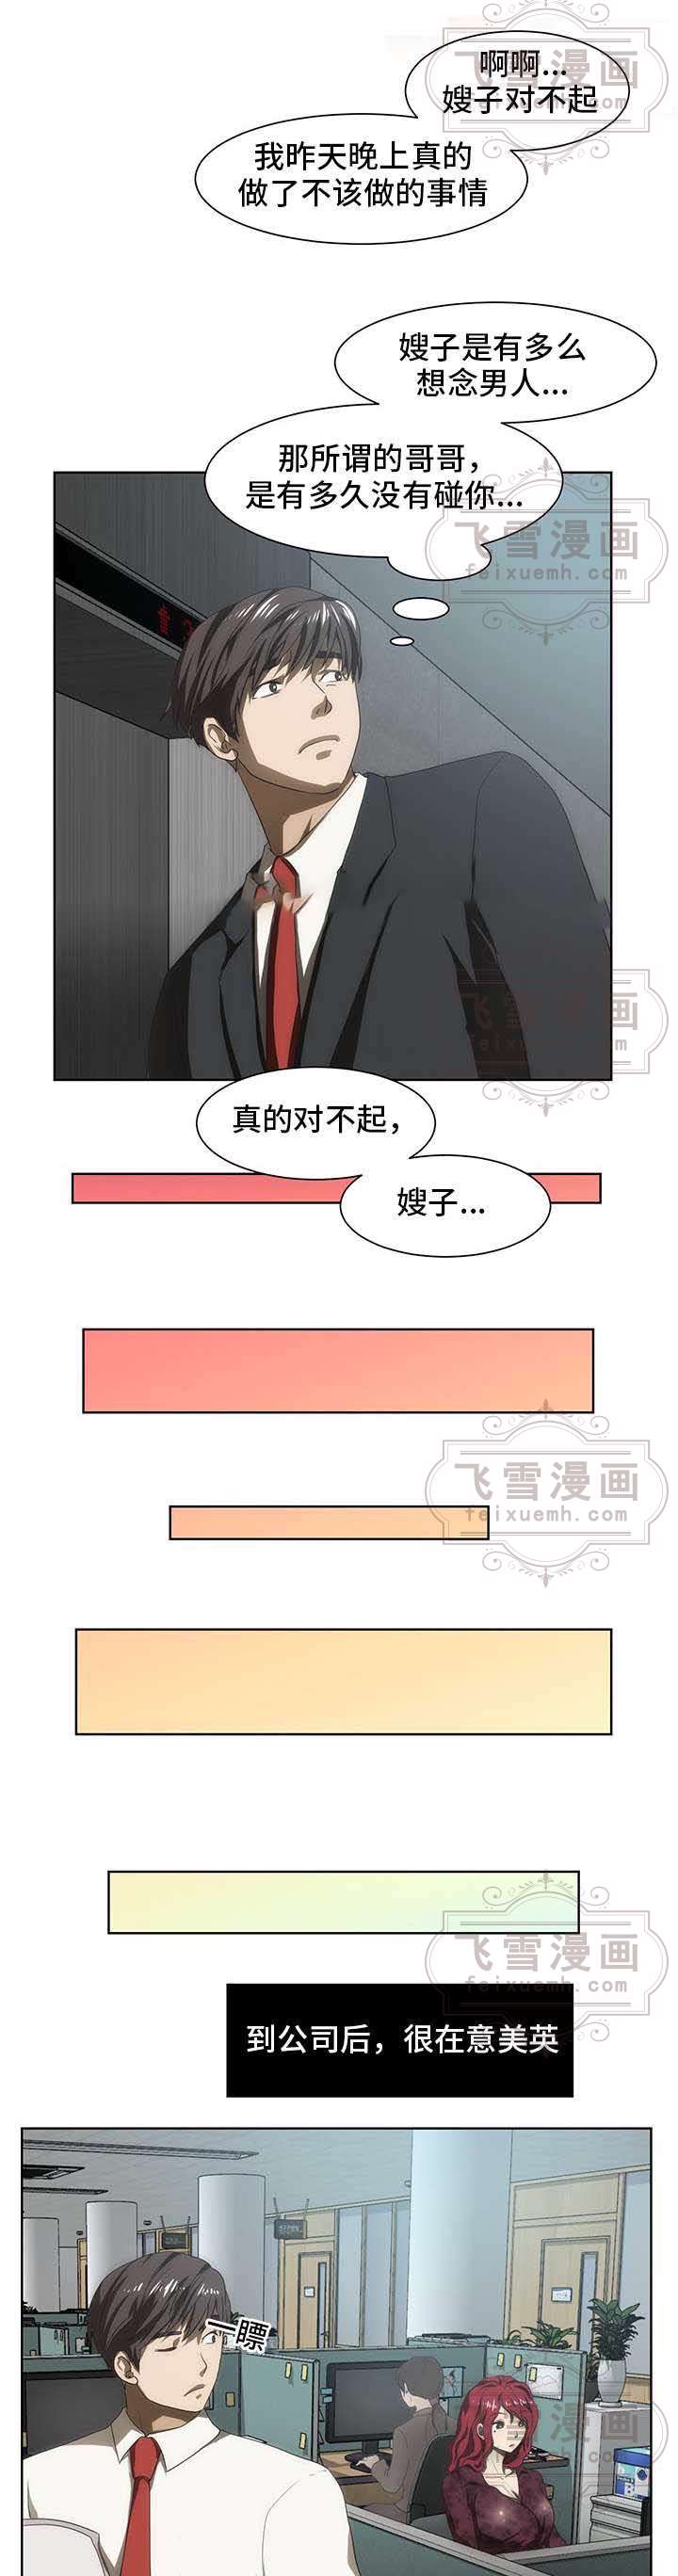 啊啊...
嫂子对不起
我昨天晚上真的
做了不该做的事情
嫂子是有多么
想念男人...
那所谓的哥哥，
是有多久没有碰你...
飞雪漫画
feixuemh.com
真的对不起，
嫂子...
飞雪漫画
feixuemh.com
飞雪漫画
feixuemh.com
到公司后，很在意美英
一瞟